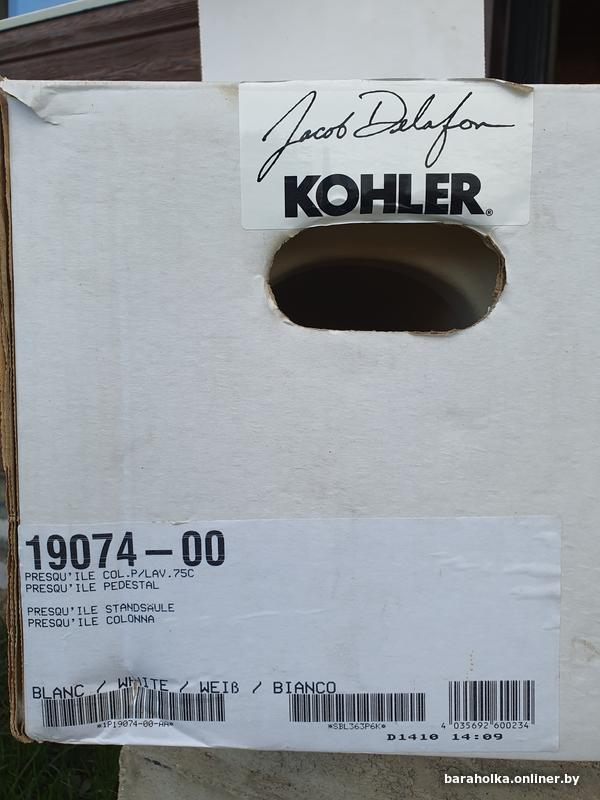 Jacob Delafon
KOHLER®
19074-00
PRESQU'ILE COL.P/LAV.75C
PRESQU'ILE PEDESTAL
PRESQU'ILE STANDSÄULE
PRESQU'ILE COLONNA
BLANC / WHITE / WEIß / BIANCO
*1P19074-00-AA* *SBL363P6K* 4 035692 600234
D1410 14:09
baraholka.onliner.by